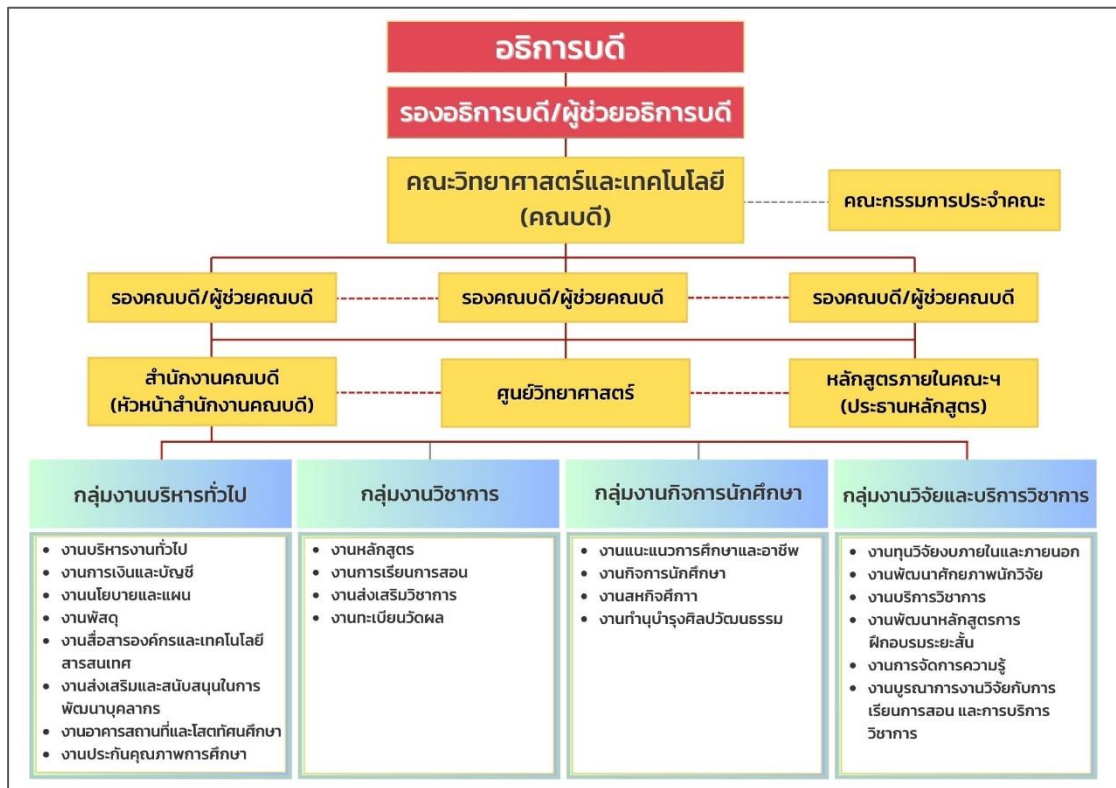 อธิการบดี
รองอธิการบดี/ผู้ช่วยอธิการบดี
คณะวิทยาศาสตร์และเทคโนโลยี
(คณบดี)
คณะกรรมการประจำคณะ
รองคณบดี/ผู้ช่วยคณบดี
รองคณบดี/ผู้ช่วยคณบดี
รองคณบดี/ผู้ช่วยคณบดี
สำนักงานคณบดี
(หัวหน้าสำนักงานคณบดี)
ศูนย์วิทยาศาสตร์
หลักสูตรภายในคณะฯ
(ประธานหลักสูตร)
กลุ่มงานบริหารทั่วไป
• งานบริหารงานทั่วไป
• งานการเงินและบัญชี
• งานนโยบายและแผน
• งานพัสดุ
• งานสื่อสารองค์กรและเทคโนโลยี
สารสนเทศ
• งานส่งเสริมและสนับสนุนในการ
พัฒนาบุคลากร
• งานอาคารสถานที่และโสตทัศนศึกษา
• งานประกันคุณภาพการศึกษา
กลุ่มงานวิชาการ
• งานหลักสูตร
• งานการเรียนการสอน
• งานส่งเสริมวิชาการ
• งานทะเบียนวัดผล
กลุ่มงานกิจการนักศึกษา
• งานแนะแนวการศึกษาและอาชีพ
• งานกิจการนักศึกษา
• งานสหกิจศึกาา
• งานทำนุบำรุงศิลปวัฒนธรรม
กลุ่มงานวิจัยและบริการวิชาการ
• งานทุนวิจัยงบภายในและภายนอก
• งานพัฒนาศักยภาพนักวิจัย
• งานบริการวิชาการ
• งานพัฒนาหลักสูตรการ
ฝึกอบรมระยะสั้น
• งานการจัดการความรู้
• งานบูรณาการงานวิจัยกับการ
เรียนการสอน และการบริการ
วิชาการ